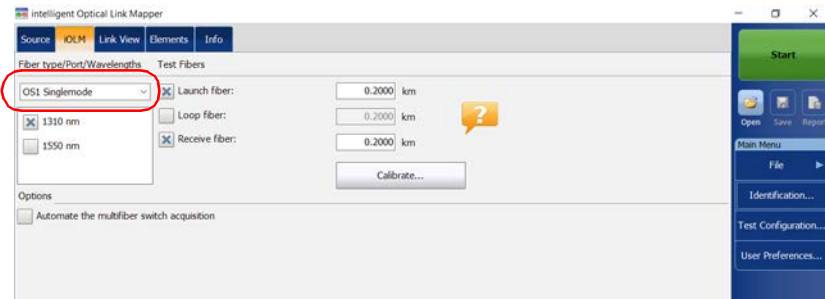 intelligent Optical Link Mapper
Source iOLM Link View Elements Info
Fiber type/Port/Wavelengths Test Fibers
OS1 Singlemode
1310 nm
1550 nm
Launch fiber: 0.2000 km
Loop fiber: 0.2000 km
Receive fiber: 0.2000 km
?
Calibrate...
Options
Automate the multifiber switch acquisition
Start
Open Save Report
Main Menu
File
Identification...
Test Configuration...
User Preferences...